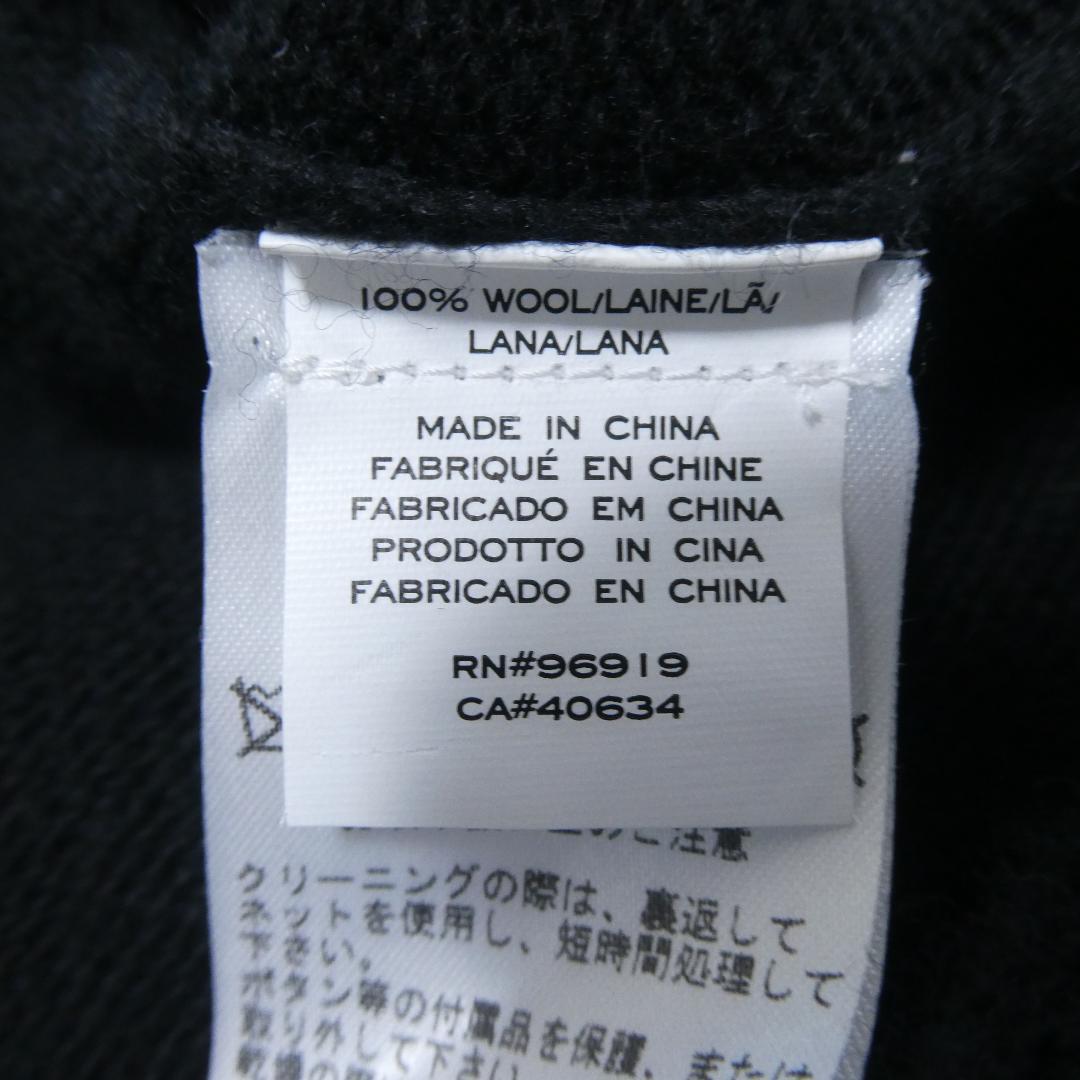 100% WOOL/LAINE/LÃ/
LANA/LANA
MADE IN CHINA
FABRIQUÉ EN CHINE
FABRICADO EM CHINA
PRODOTTO IN CINA
FABRICADO EN CHINA
RN#96919
CA#40634
のご注意
クリーニングの際は、裏返して
ネットを使用し、短時間処理して
下さい。
ボタン等の付属品を保護、または
取り外して下さい